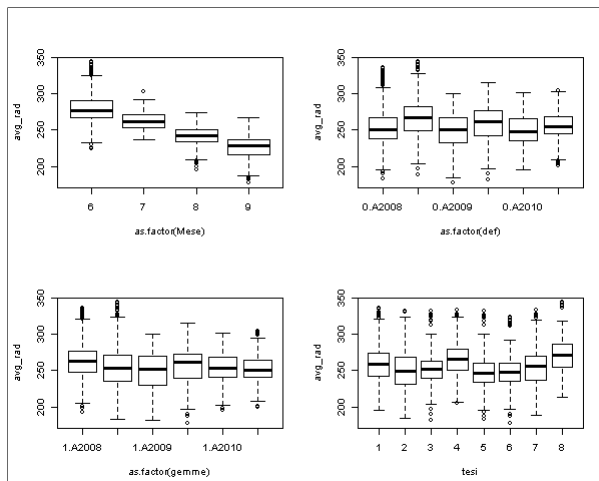 avg_rad
350
300
250
200
6 7 8 9
as.factor(Mese)
avg_rad
350
300
250
200
0.A2008 0.A2009 0.A2010
as.factor(def)
avg_rad
350
300
250
200
1.A2008 1.A2009 1.A2010
as.factor(gemme)
avg_rad
350
300
250
200
1 2 3 4 5 6 7 8
tesi